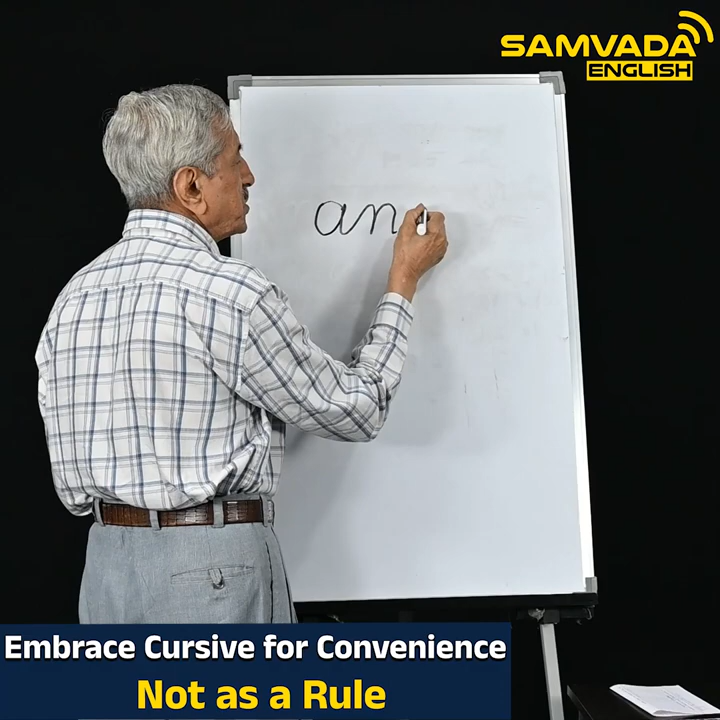 SAMVADA
ENGLISH
an
Embrace Cursive for Convenience
Not as a Rule